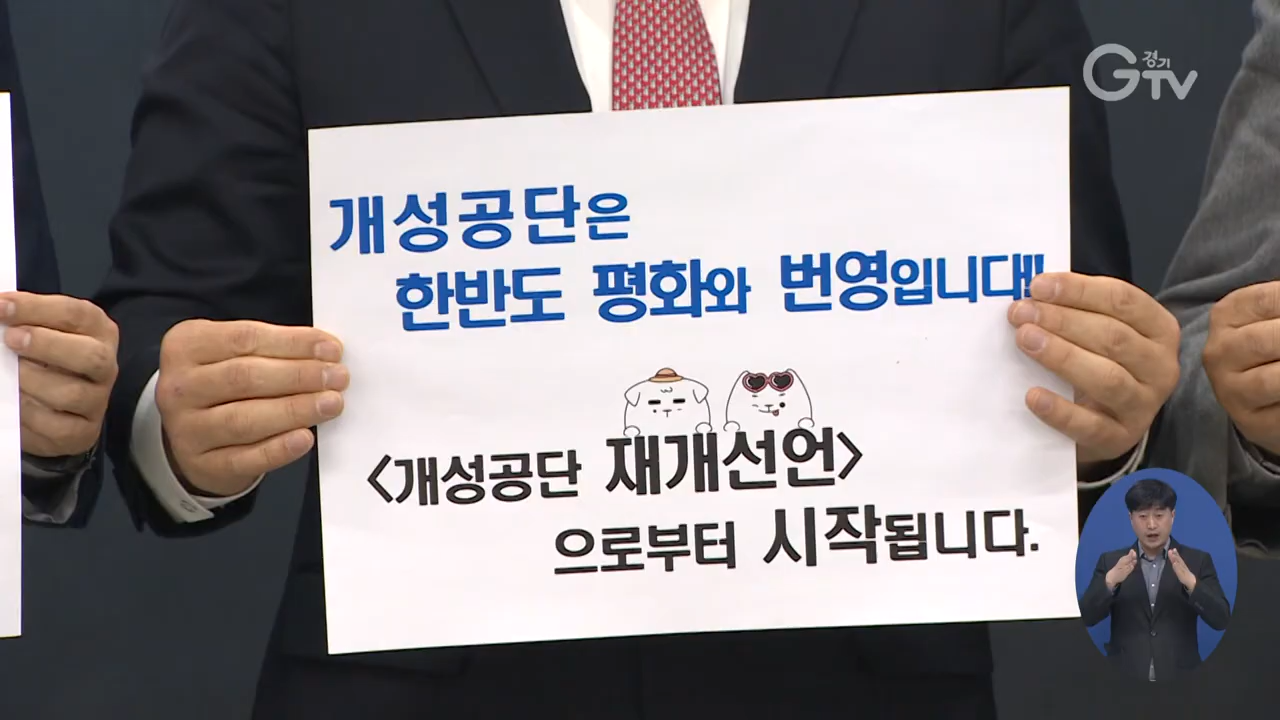 경기
GTV
개성공단은
한반도 평화와 번영입니다!!
<개성공단 재개선언>
으로부터 시작됩니다.